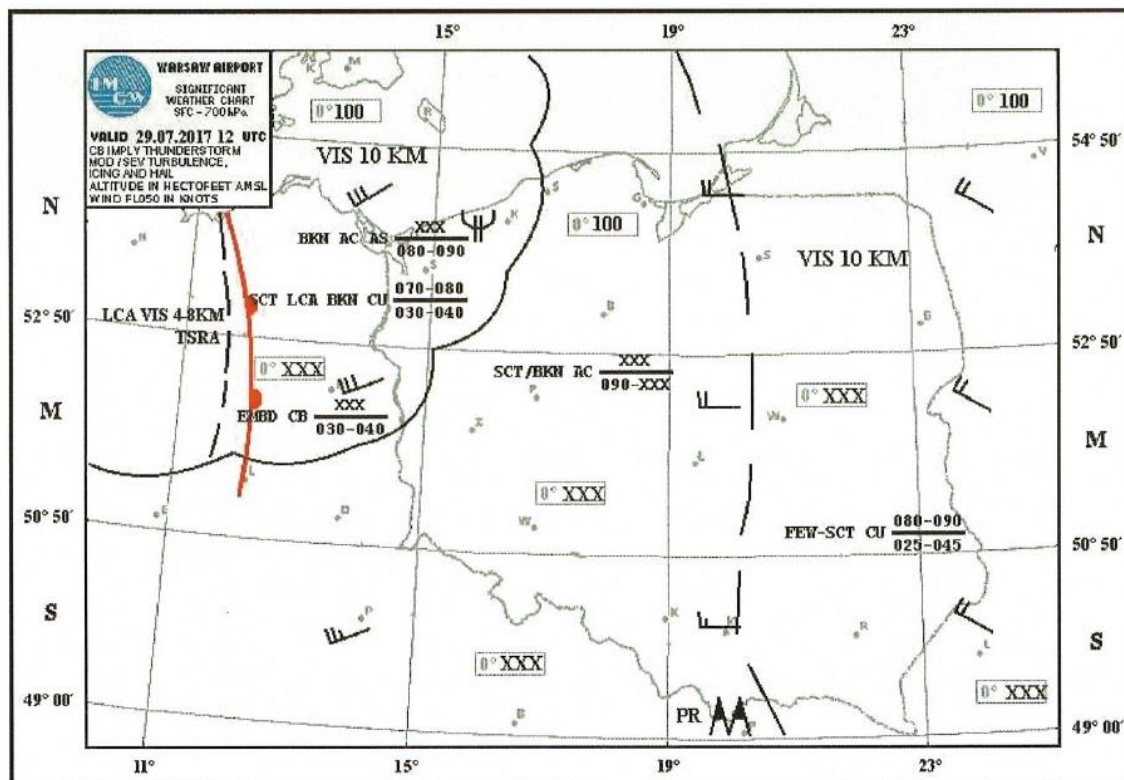 15°
19°
23°
IM
GW
WARSAW AIRPORT
SIGNIFICANT
WEATHER CHART
SFC - 700 hPa
VALID 29.07.2017 12 UTC
CB IMPLY THUNDERSTORM
MOD / SEV TURBULENCE,
ICING AND HAIL
ALTITUDE IN HECTOFEET AMSL
WIND FL050 IN KNOTS
K
M
R
0° 100
0° 100
54° 50'
V
VIS 10 KM
N
N
H
S
K
G
0° 100
BKN AC AS XXX
080-090
S
S
VIS 10 KM
SCT LCA BKN CU 070-080
030-040
LCA VIS 4-8KM
TSRA
52° 50'
52° 50'
B
B
0° XXX
SCT/BKN AC XXX
090-XXX
P
0° XXX
M
M
EMBD CB XXX
030-040
Z
W
Ł
L
0° XXX
50° 50'
50° 50'
E
D
W
FEW-SCT CU 080-090
025-045
S
S
P
K
K
R
L
0° XXX
0° XXX
49° 00'
49° 00'
B
PR
11°
15°
19°
23°